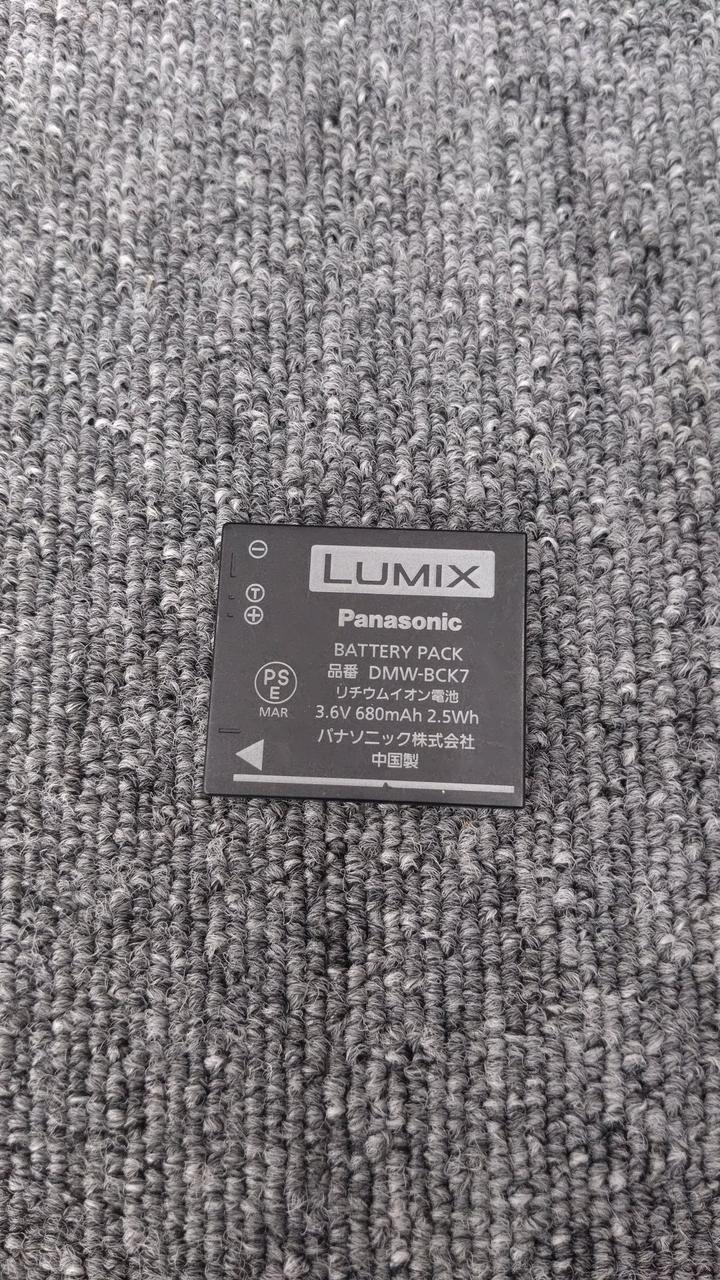 LUMIX
Panasonic
BATTERY PACK
品番 DMW-BCK7
リチウムイオン電池
3.6V 680mAh 2.5Wh
パナソニック株式会社
中国製
⊖
Ⓣ
⊕
PS
E
MAR